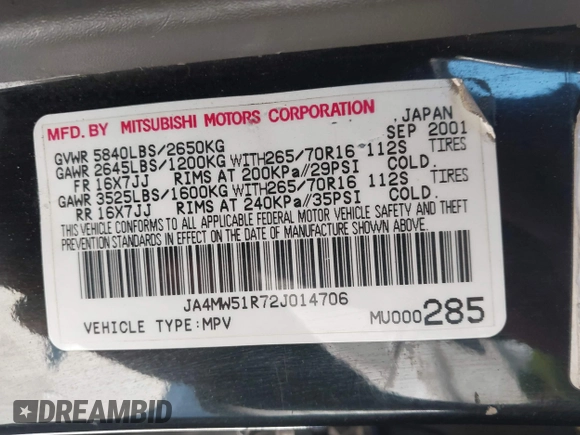 MFD. BY MITSUBISHI MOTORS CORPORATION JAPAN
GVWR 5840LBS/2650KG SEP 2001
GAWR 2645LBS/1200KG WITH265/70R16 112S TIRES
FR 16X7JJ RIMS AT 200KPA//29PSI COLD.
GAWR 3525LBS/1600KG WITH265/70R16 112S TIRES
RR 16X7JJ RIMS AT 240KPA//35PSI COLD.
THIS VEHICLE CONFORMS TO ALL APPLICABLE FEDERAL MOTOR VEHICLE SAFETY AND THEFT
PREVENTION STANDARDS IN EFFECT ON THE DATE OF MANUFACTURE SHOWN ABOVE.
JA4MW51R72J014706
VEHICLE TYPE:MPV MU000285
DREAMBID